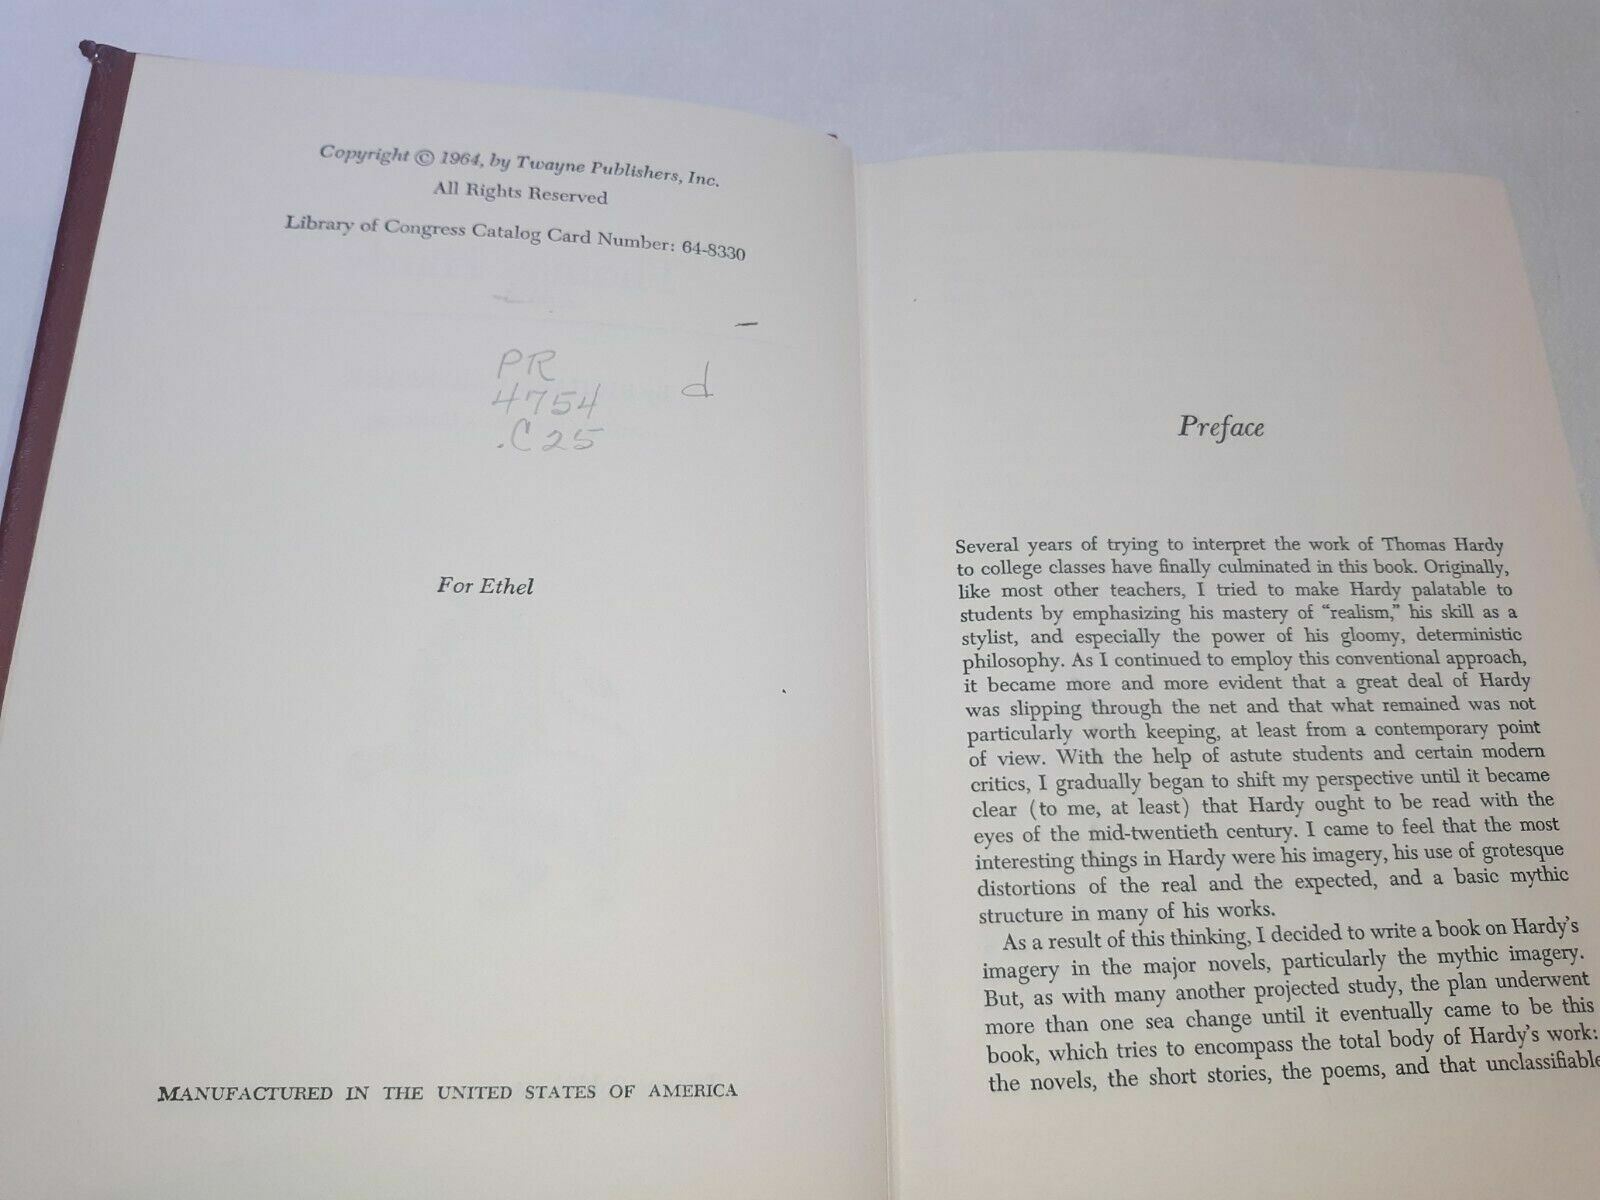 Copyright © 1964, by Twayne Publishers, Inc.
All Rights Reserved
Library of Congress Catalog Card Number: 64-8330
PR
4754
.C25
d
For Ethel
MANUFACTURED IN THE UNITED STATES OF AMERICA
Preface
Several years of trying to interpret the work of Thomas Hardy
to college classes have finally culminated in this book. Originally,
like most other teachers, I tried to make Hardy palatable to
students by emphasizing his mastery of "realism," his skill as a
stylist, and especially the power of his gloomy, deterministic
philosophy. As I continued to employ this conventional approach,
it became more and more evident that a great deal of Hardy
was slipping through the net and that what remained was not
particularly worth keeping, at least from a contemporary point
of view. With the help of astute students and certain modern
critics, I gradually began to shift my perspective until it became
clear (to me, at least) that Hardy ought to be read with the
eyes of the mid-twentieth century. I came to feel that the most
interesting things in Hardy were his imagery, his use of grotesque
distortions of the real and the expected, and a basic mythic
structure in many of his works.
As a result of this thinking, I decided to write a book on Hardy's
imagery in the major novels, particularly the mythic imagery.
But, as with many another projected study, the plan underwent
more than one sea change until it eventually came to be this
book, which tries to encompass the total body of Hardy's work:
the novels, the short stories, the poems, and that unclassifiable